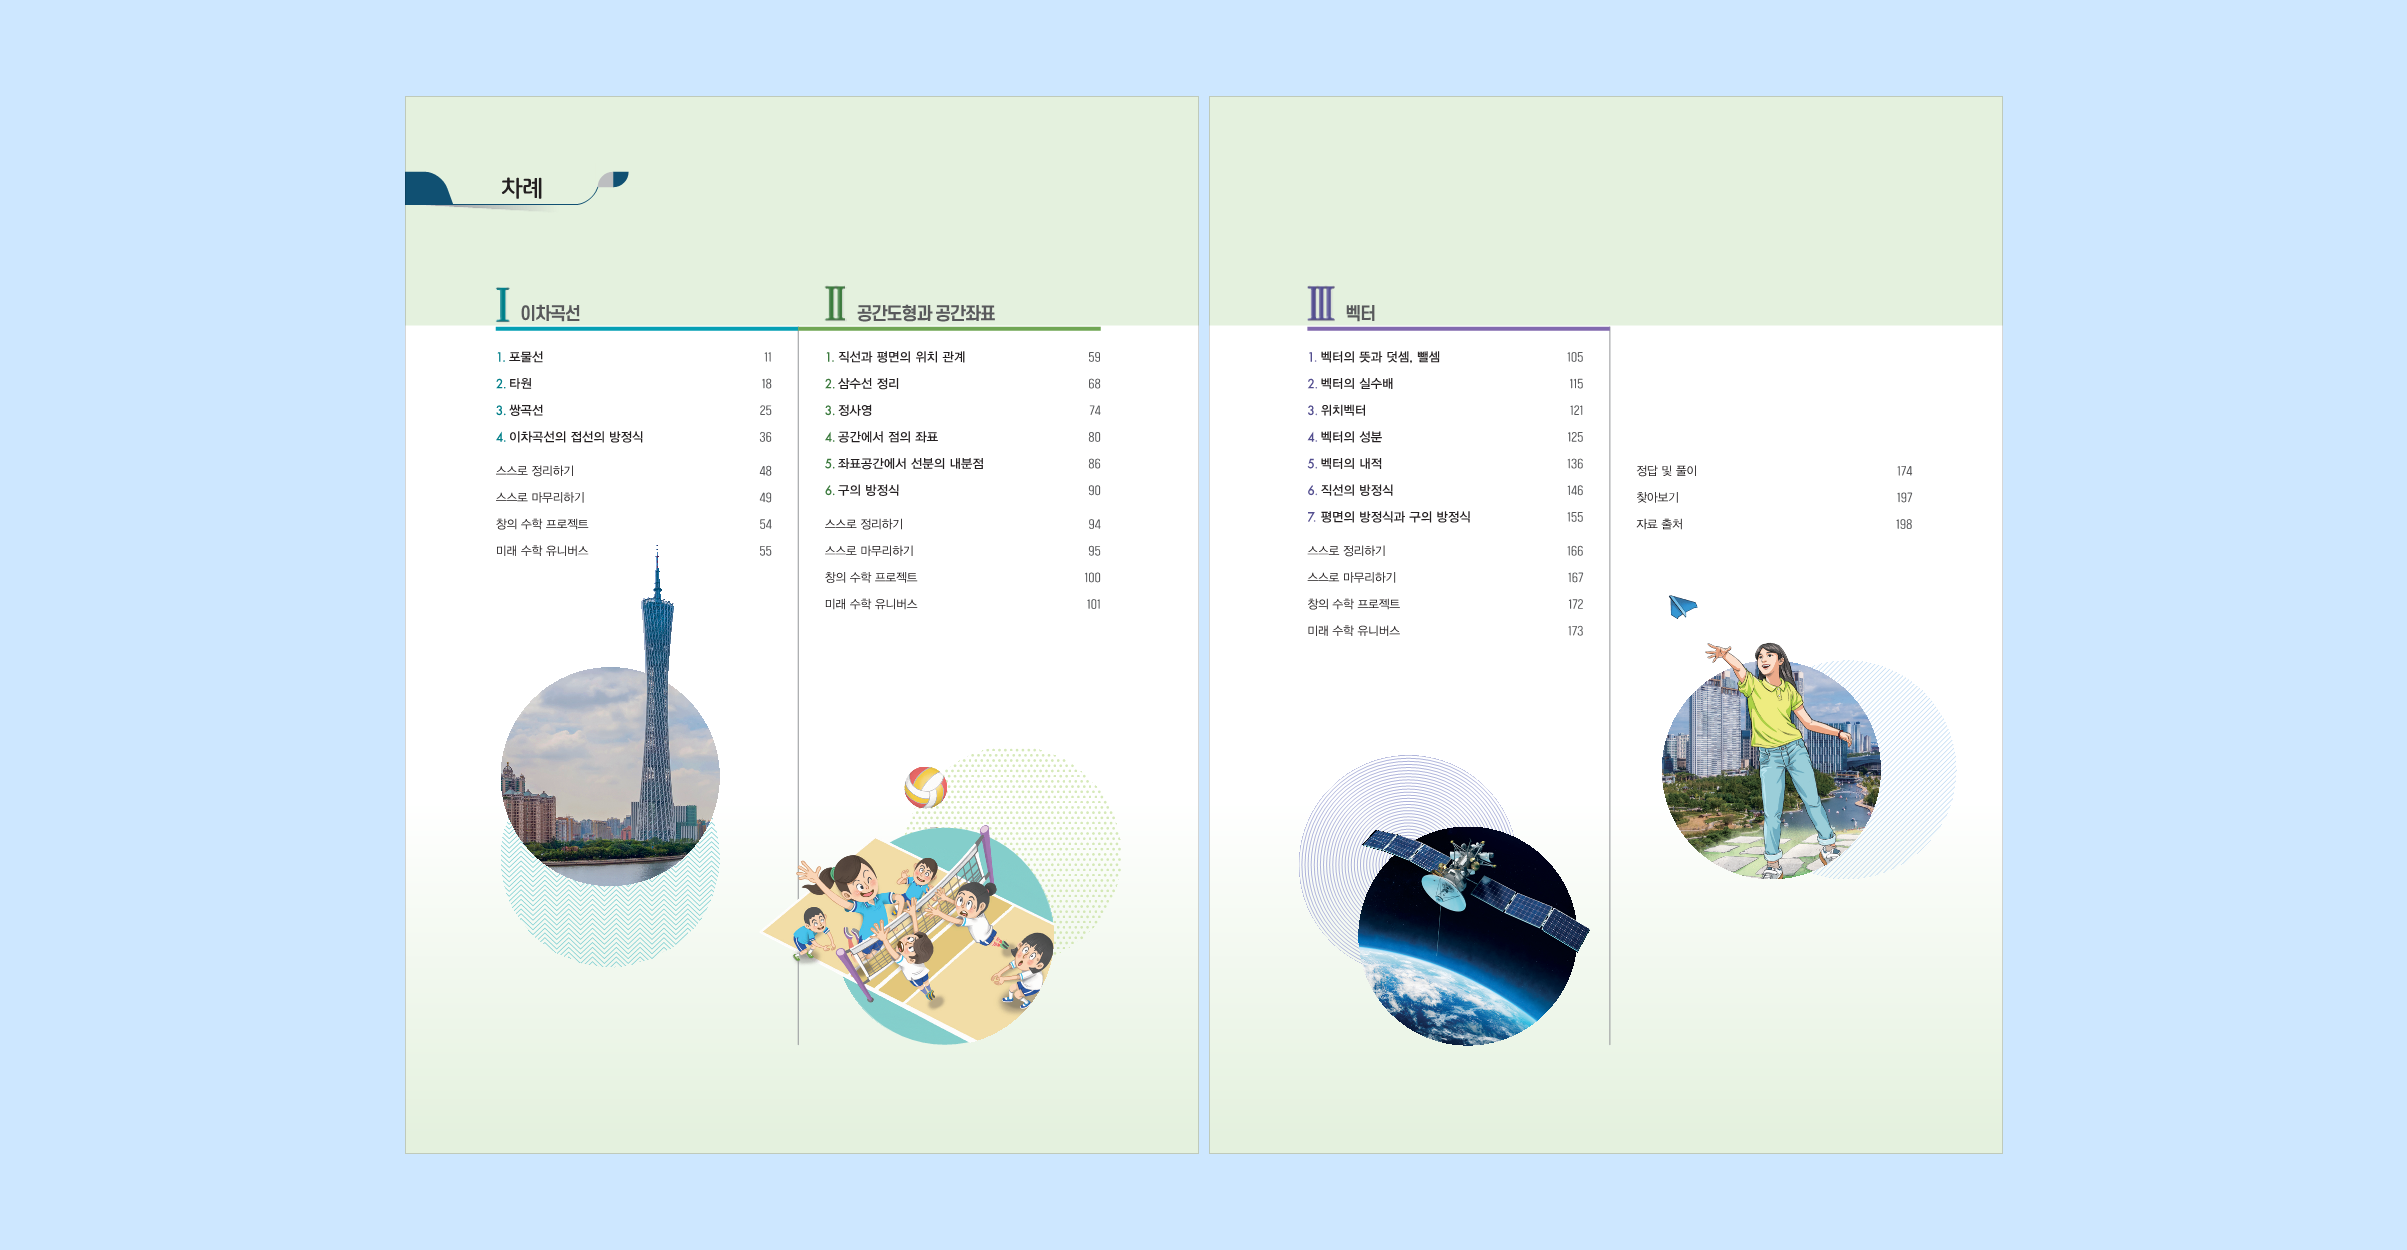 차례
Ⅰ 이차곡선
1. 포물선 11
2. 타원 18
3. 쌍곡선 25
4. 이차곡선의 접선의 방정식 36
스스로 정리하기 48
스스로 마무리하기 49
창의 수학 프로젝트 54
미래 수학 유니버스 55
Ⅱ 공간도형과 공간좌표
1. 직선과 평면의 위치 관계 59
2. 삼수선 정리 68
3. 정사영 74
4. 공간에서 점의 좌표 80
5. 좌표공간에서 선분의 내분점 86
6. 구의 방정식 90
스스로 정리하기 94
스스로 마무리하기 95
창의 수학 프로젝트 100
미래 수학 유니버스 101
Ⅲ 벡터
1. 벡터의 뜻과 덧셈, 뺄셈 105
2. 벡터의 실수배 115
3. 위치벡터 121
4. 벡터의 성분 125
5. 벡터의 내적 136
6. 직선의 방정식 146
7. 평면의 방정식과 구의 방정식 155
스스로 정리하기 166
스스로 마무리하기 167
창의 수학 프로젝트 172
미래 수학 유니버스 173
정답 및 풀이 174
찾아보기 197
자료 출처 198